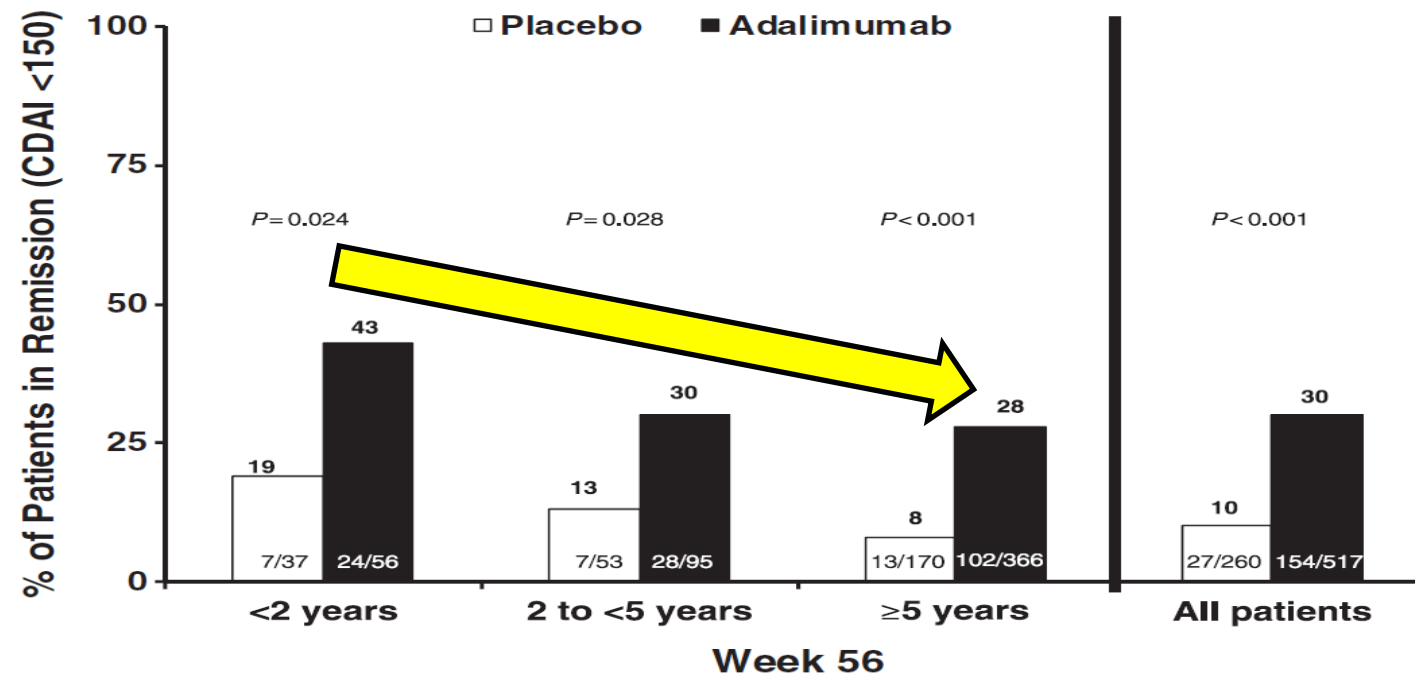 % of Patients in Remission (CDAI <150)
□ Placebo ■ Adalimumab
100
75
50
25
0
P= 0.024
P= 0.028
P< 0.001
P< 0.001
19
43
13
30
8
28
10
30
7/37
24/56
7/53
28/95
13/170
102/366
27/260
154/517
<2 years
2 to <5 years
≥5 years
All patients
Week 56